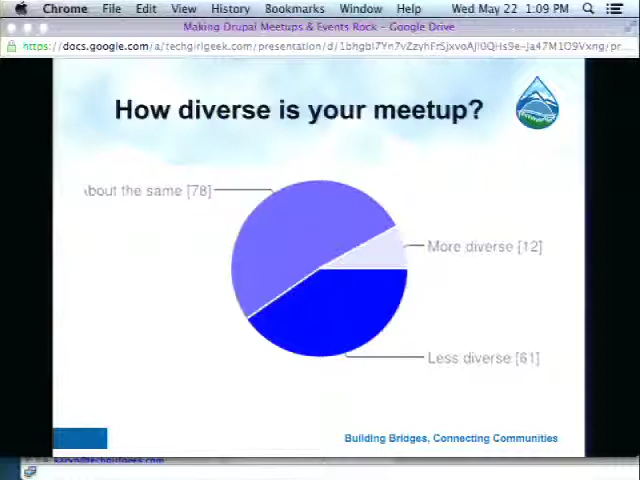 Chrome File Edit View History Bookmarks Window Help Wed May 22 1:09 PM
Making Drupal Meetups & Events Rock – Google Drive
How diverse is your meetup?
About the same [78]
More diverse [12]
Less diverse [61]
Building Bridges, Connecting Communities